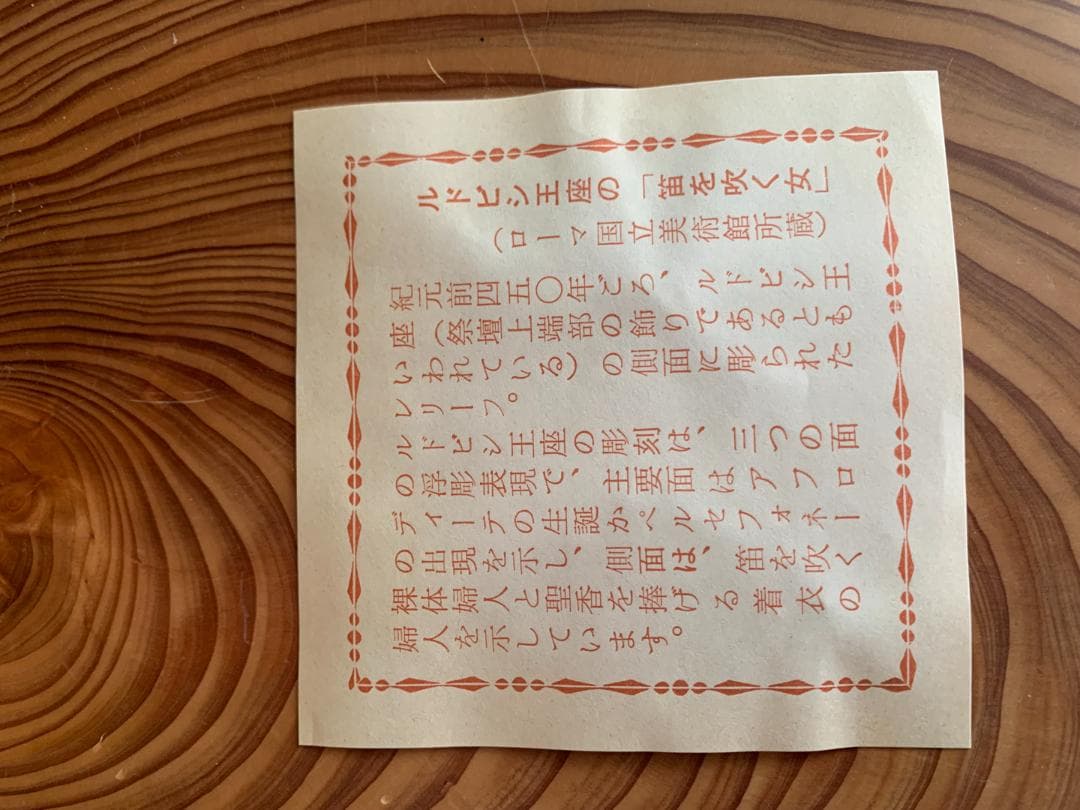 ルドビシ王座の「笛を吹く女」
（ローマ国立美術館所蔵）
紀元前四五〇年ごろ、ルドビシ王
座（祭壇上端部の飾りであるとも
いわれている）の側面に彫られた
レリーフ。
ルドビシ王座の彫刻は、三つの面
の浮彫表現で、主要面はアフロ
ディーテの生誕かペルセフォネー
の出現を示し、側面は、笛を吹く
裸体婦人と聖香を捧げる着衣の
婦人を示しています。